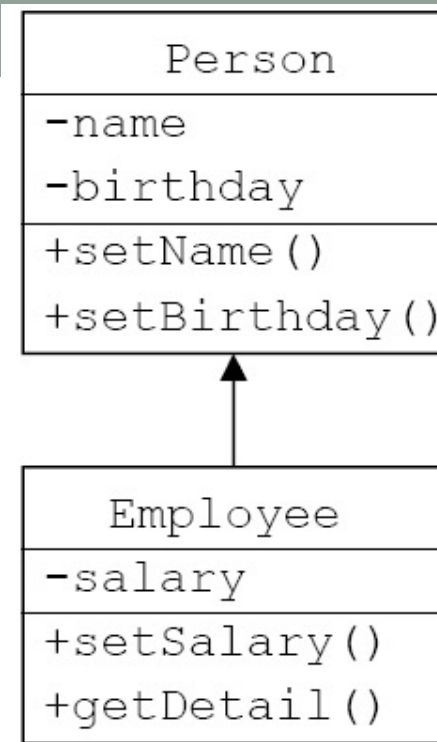 Person
-name
-birthday
+setName()
+setBirthday()
Employee
-salary
+setSalary()
+getDetail()